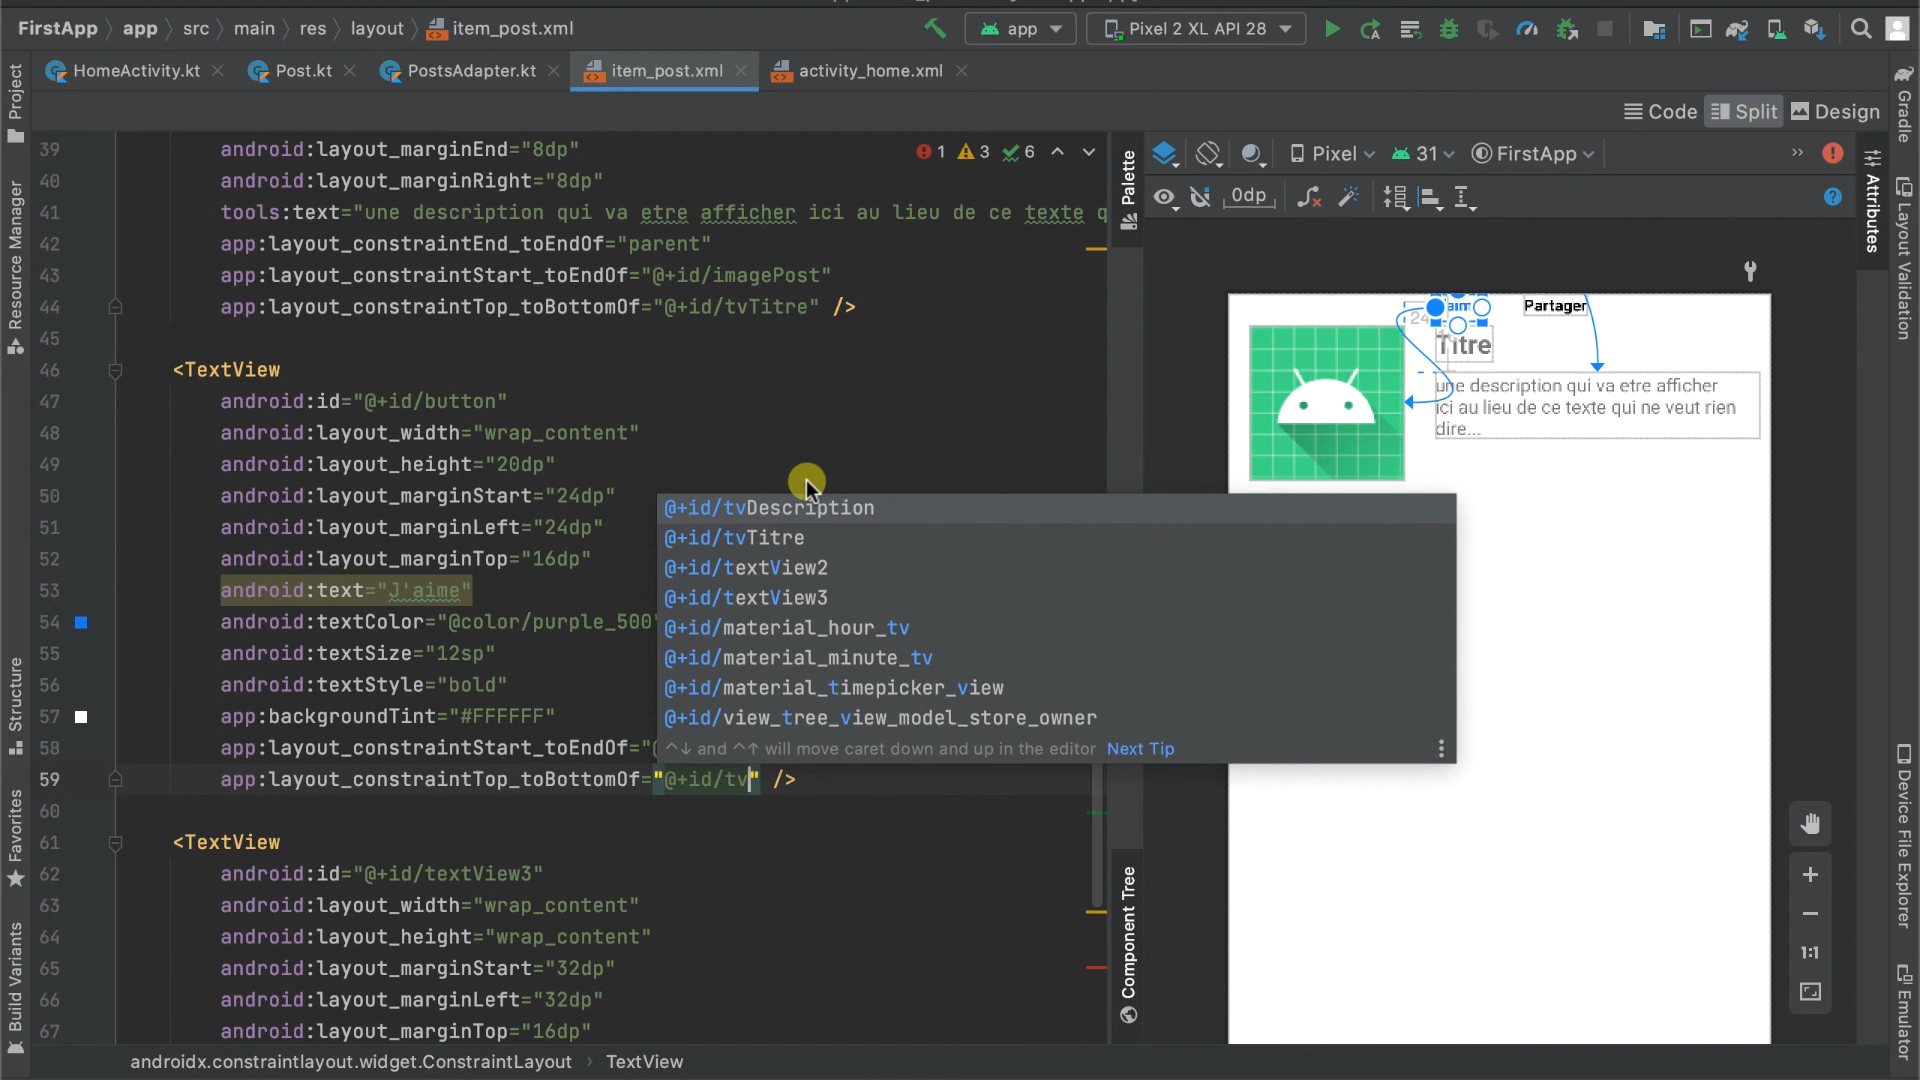 FirstApp app src main res layout item_post.xml app Pixel 2 XL API 28
HomeActivity.kt Post.kt PostsAdapter.kt item_post.xml activity_home.xml
Code Split Design
39 android:layout_marginEnd="8dp"
1 3 6
40 android:layout_marginRight="8dp"
41 tools:text="une description qui va etre afficher ici au lieu de ce texte q
42 app:layout_constraintEnd_toEndOf="parent"
43 app:layout_constraintStart_toEndOf="@+id/imagePost"
44 app:layout_constraintTop_toBottomOf="@+id/tvTitre" />
45
46 <TextView
47 android:id="@+id/button"
48 android:layout_width="wrap_content"
49 android:layout_height="20dp"
50 android:layout_marginStart="24dp"
51 android:layout_marginLeft="24dp"
52 android:layout_marginTop="16dp"
53 android:text="J'aime"
54 android:textColor="@color/purple_500"
55 android:textSize="12sp"
56 android:textStyle="bold"
57 app:backgroundTint="#FFFFFF"
58 app:layout_constraintStart_toEndOf="
59 app:layout_constraintTop_toBottomOf="@+id/tv" />
60
61 <TextView
62 android:id="@+id/textView3"
63 android:layout_width="wrap_content"
64 android:layout_height="wrap_content"
65 android:layout_marginStart="32dp"
66 android:layout_marginLeft="32dp"
67 android:layout_marginTop="16dp"
@+id/tvDescription
@+id/tvTitre
@+id/textView2
@+id/textView3
@+id/material_hour_tv
@+id/material_minute_tv
@+id/material_timepicker_view
@+id/view_tree_view_model_store_owner
^↓ and ^↑ will move caret down and up in the editor Next Tip
androidx.constraintlayout.widget.ConstraintLayout TextView
Project
Resource Manager
Structure
Favorites
Build Variants
Palette
Component Tree
Pixel 31 FirstApp
0dp
24
Partager
Titre
une description qui va etre afficher
ici au lieu de ce texte qui ne veut rien
dire...
1:1
Attributes
Gradle
Layout Validation
Device File Explorer
Emulator